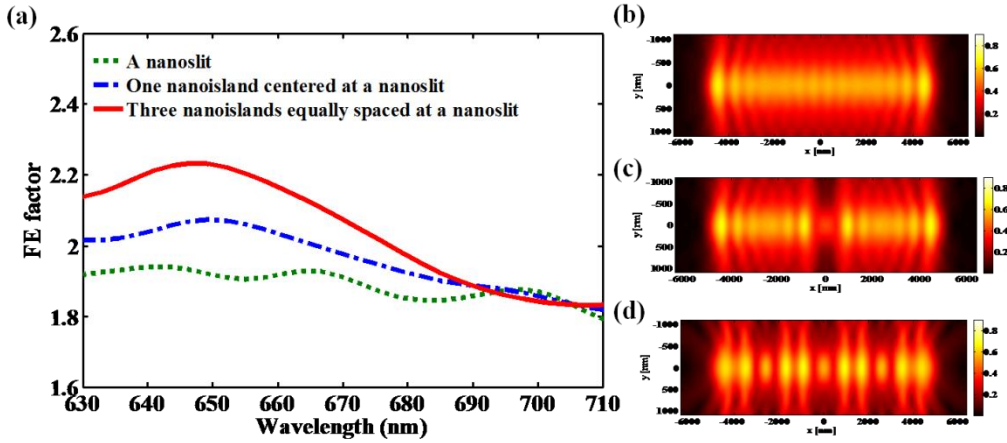 (a)
2.6
2.4
2.2
2
1.8
1.6
FE factor
A nanoslit
One nanoisland centered at a nanoslit
Three nanoislands equally spaced at a nanoslit
630 640 650 660 670 680 690 700 710
Wavelength (nm)
(b)
-1000
-500
0
500
1000
y [nm]
-6000 -4000 -2000 0 2000 4000 6000
x [nm]
0.8
0.6
0.4
0.2
(c)
-1000
-500
0
500
1000
y [nm]
-6000 -4000 -2000 0 2000 4000 6000
x [nm]
0.8
0.6
0.4
0.2
(d)
-1000
-500
0
500
1000
y [nm]
-6000 -4000 -2000 0 2000 4000 6000
x [nm]
0.8
0.6
0.4
0.2